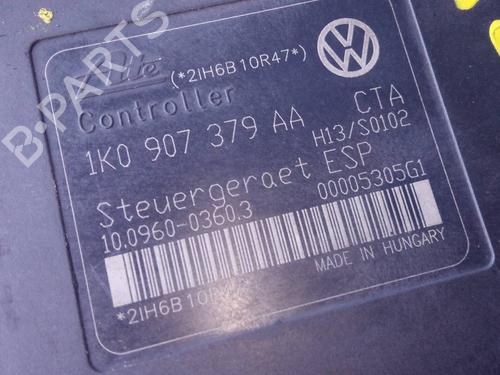 Ate (*2IH6B10R47*)
Controller
1K0 907 379 AA CTA
H13/S0102
Steuergeraet ESP
10.0960-0360.3 00005305G1
MADE IN HUNGARY
*2IH6B10R
B-PARTS